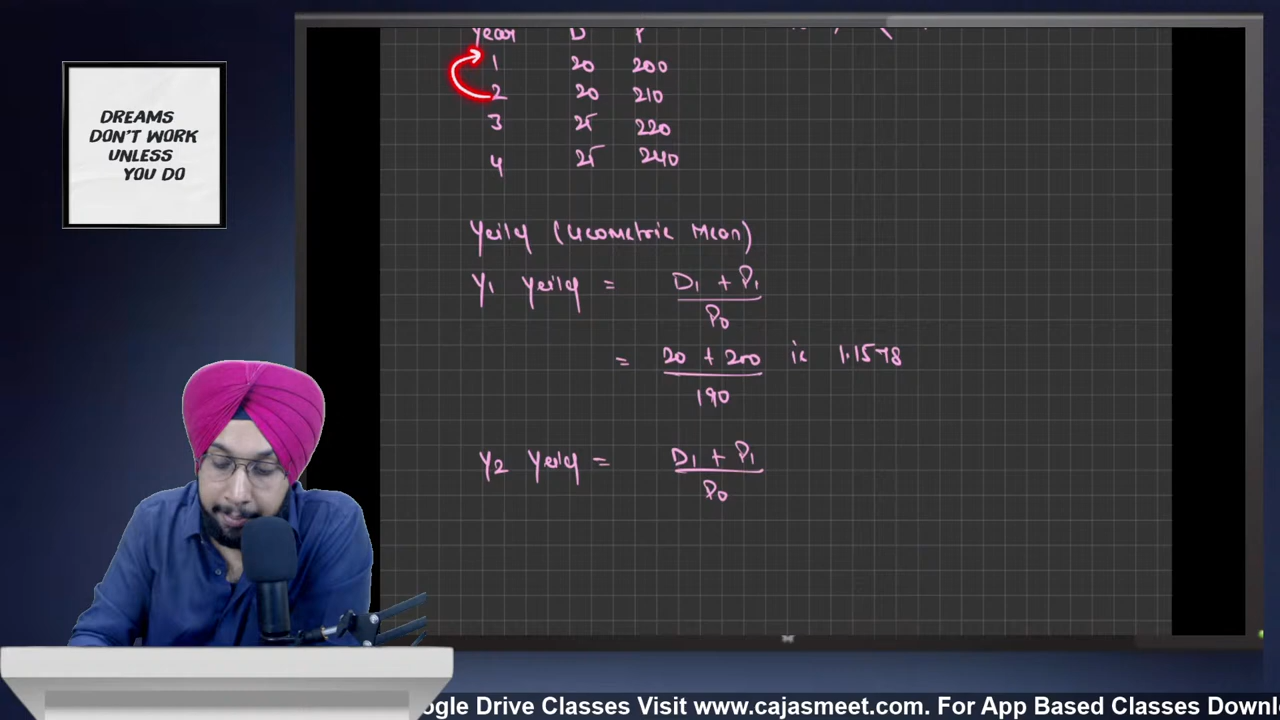 DREAMS
DON'T WORK
UNLESS
YOU DO
Year D P
1 20 200
2 20 210
3 25 220
4 25 240
Yeild (Geometric Mean)
Y1 Yeild = D1 + P1
P0
= 20 + 200 ie 1.1578
190
Y2 Yeild = D1 + P1
P0
ogle Drive Classes Visit www.cajasmeet.com. For App Based Classes Downl